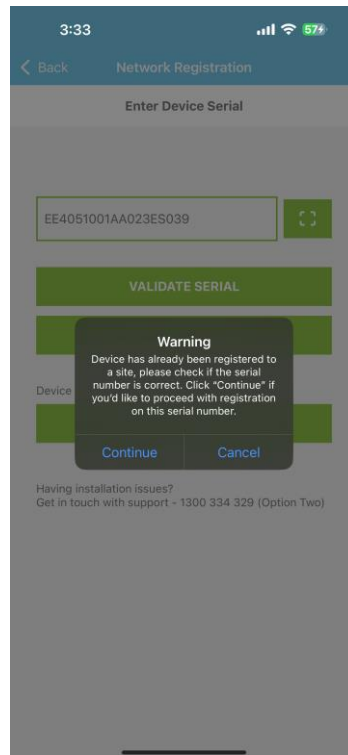 3:33
57
Back Network Registration
Enter Device Serial
EE4051001AA023ES039
VALIDATE SERIAL
Warning
Device has already been registered to
a site, please check if the serial
number is correct. Click "Continue" if
you'd like to proceed with registration
on this serial number.
Device
Continue Cancel
Having installation issues?
Get in touch with support - 1300 334 329 (Option Two)